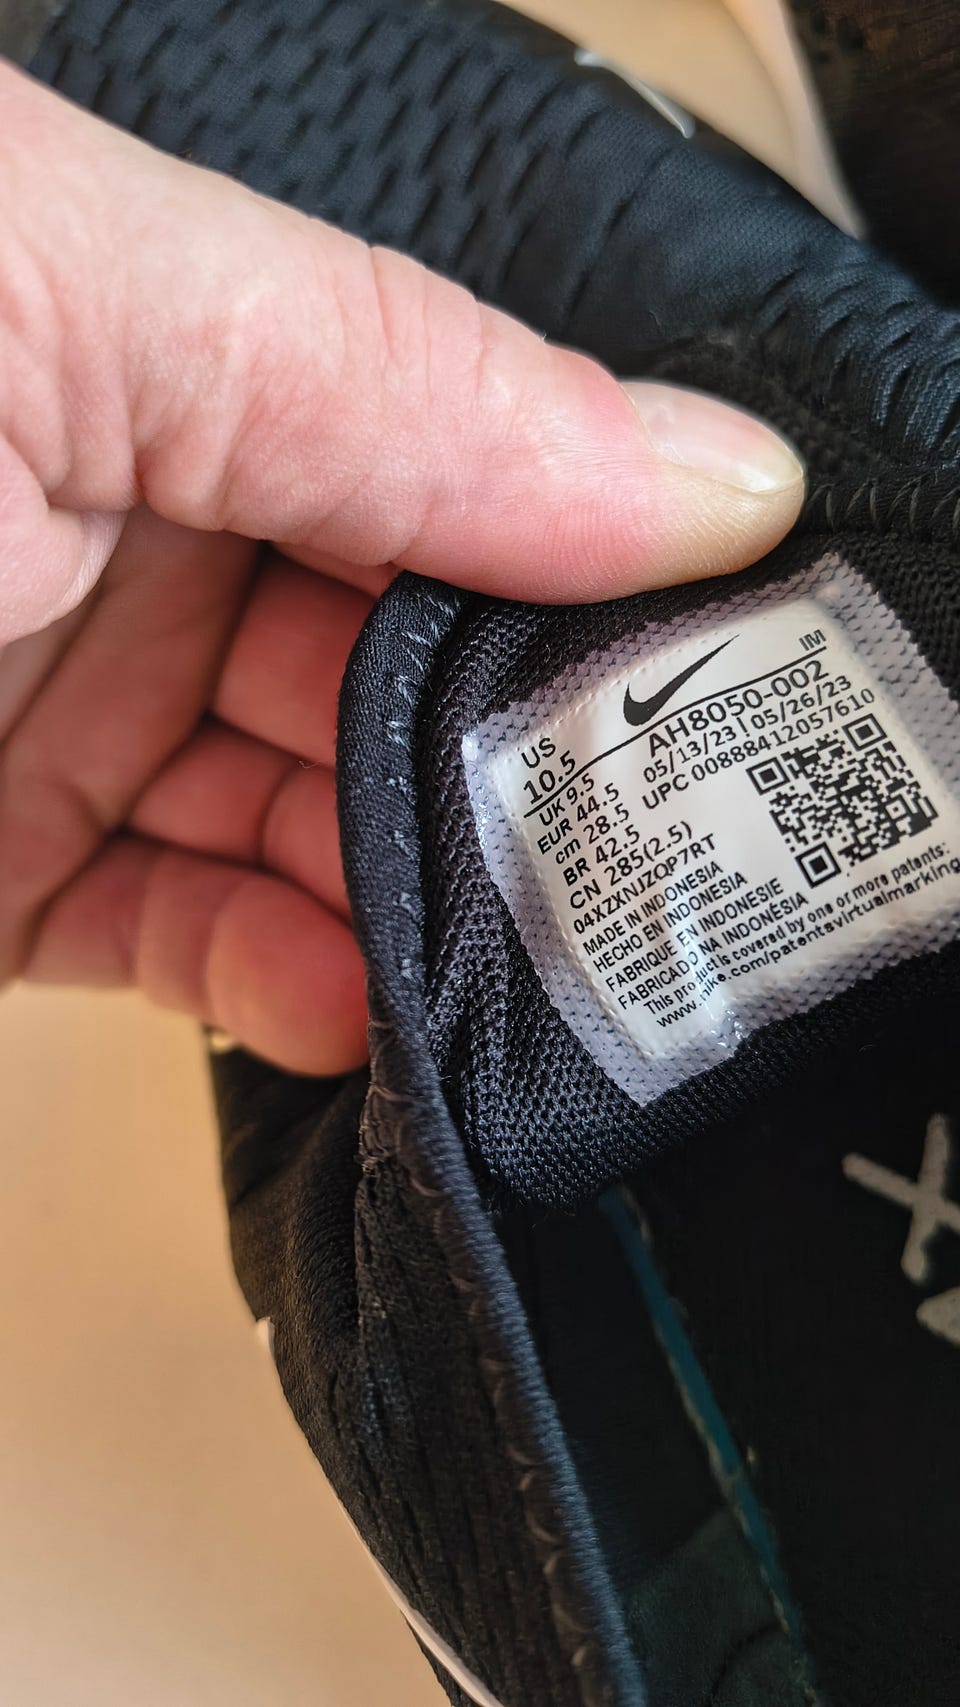 IM
AH8050-002
05/13/23|05/26/23
UPC 00888412057610
US
10.5
UK 9.5
EUR 44.5
cm 28.5
BR 42.5
CN 285(2.5)
04XZXNJZQP7RT
MADE IN INDONESIA
HECHO EN INDONESIA
FABRIQUE EN INDONESIE
FABRICADO NA INDONÉSIA
This product is covered by one or more patents:
www.nike.com/patentsvirtualmarking